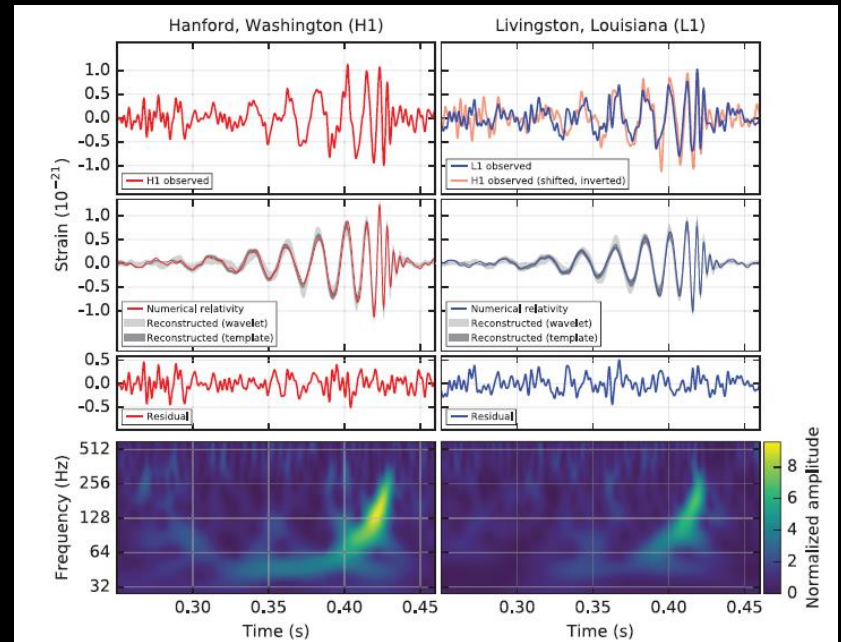 Hanford, Washington (H1)
Livingston, Louisiana (L1)
Strain (10⁻²¹)
1.0
0.5
0.0
-0.5
-1.0
H1 observed
L1 observed
H1 observed (shifted, inverted)
1.0
0.5
0.0
-0.5
-1.0
Numerical relativity
Reconstructed (wavelet)
Reconstructed (template)
Numerical relativity
Reconstructed (wavelet)
Reconstructed (template)
0.5
0.0
-0.5
Residual
Residual
Frequency (Hz)
512
256
128
64
32
0.30 0.35 0.40 0.45
Time (s)
0.30 0.35 0.40 0.45
Time (s)
8
6
4
2
0
Normalized amplitude